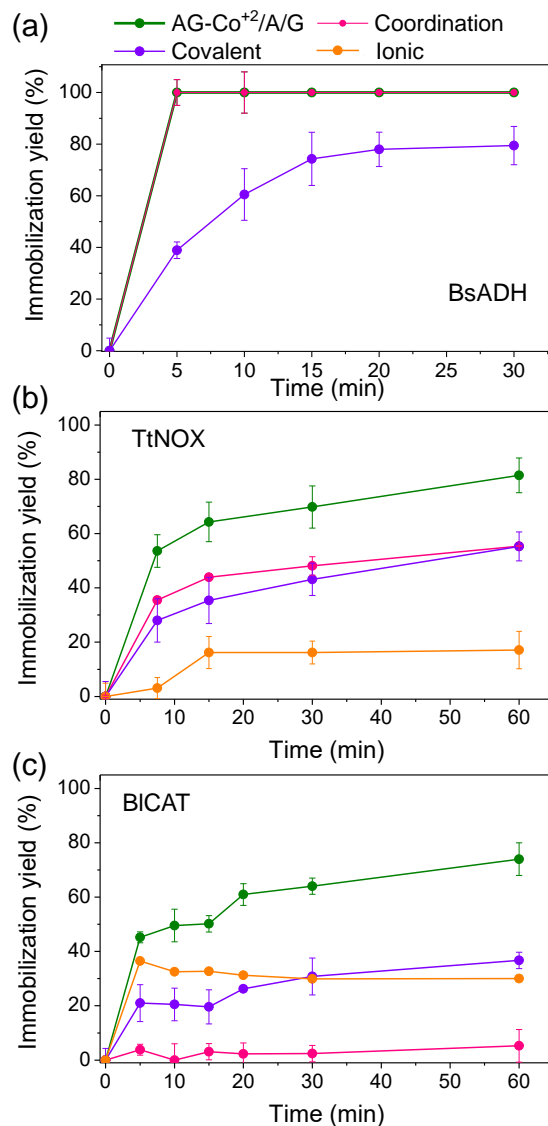 (a)
AG-Co⁺²/A/G Coordination
Covalent Ionic
Immobilization yield (%)
100
80
60
40
20
0
BsADH
0 5 10 15 20 25 30
Time (min)
(b)
TtNOX
Immobilization yield (%)
100
80
60
40
20
0
0 10 20 30 40 50 60
Time (min)
(c)
BlCAT
Immobilization yield (%)
100
80
60
40
20
0
0 10 20 30 40 50 60
Time (min)